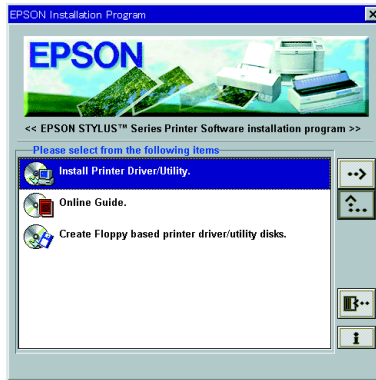 EPSON Installation Program
EPSON
<< EPSON STYLUS™ Series Printer Software installation program >>
Please select from the following items
Install Printer Driver/Utility.
Online Guide.
Create Floppy based printer driver/utility disks.